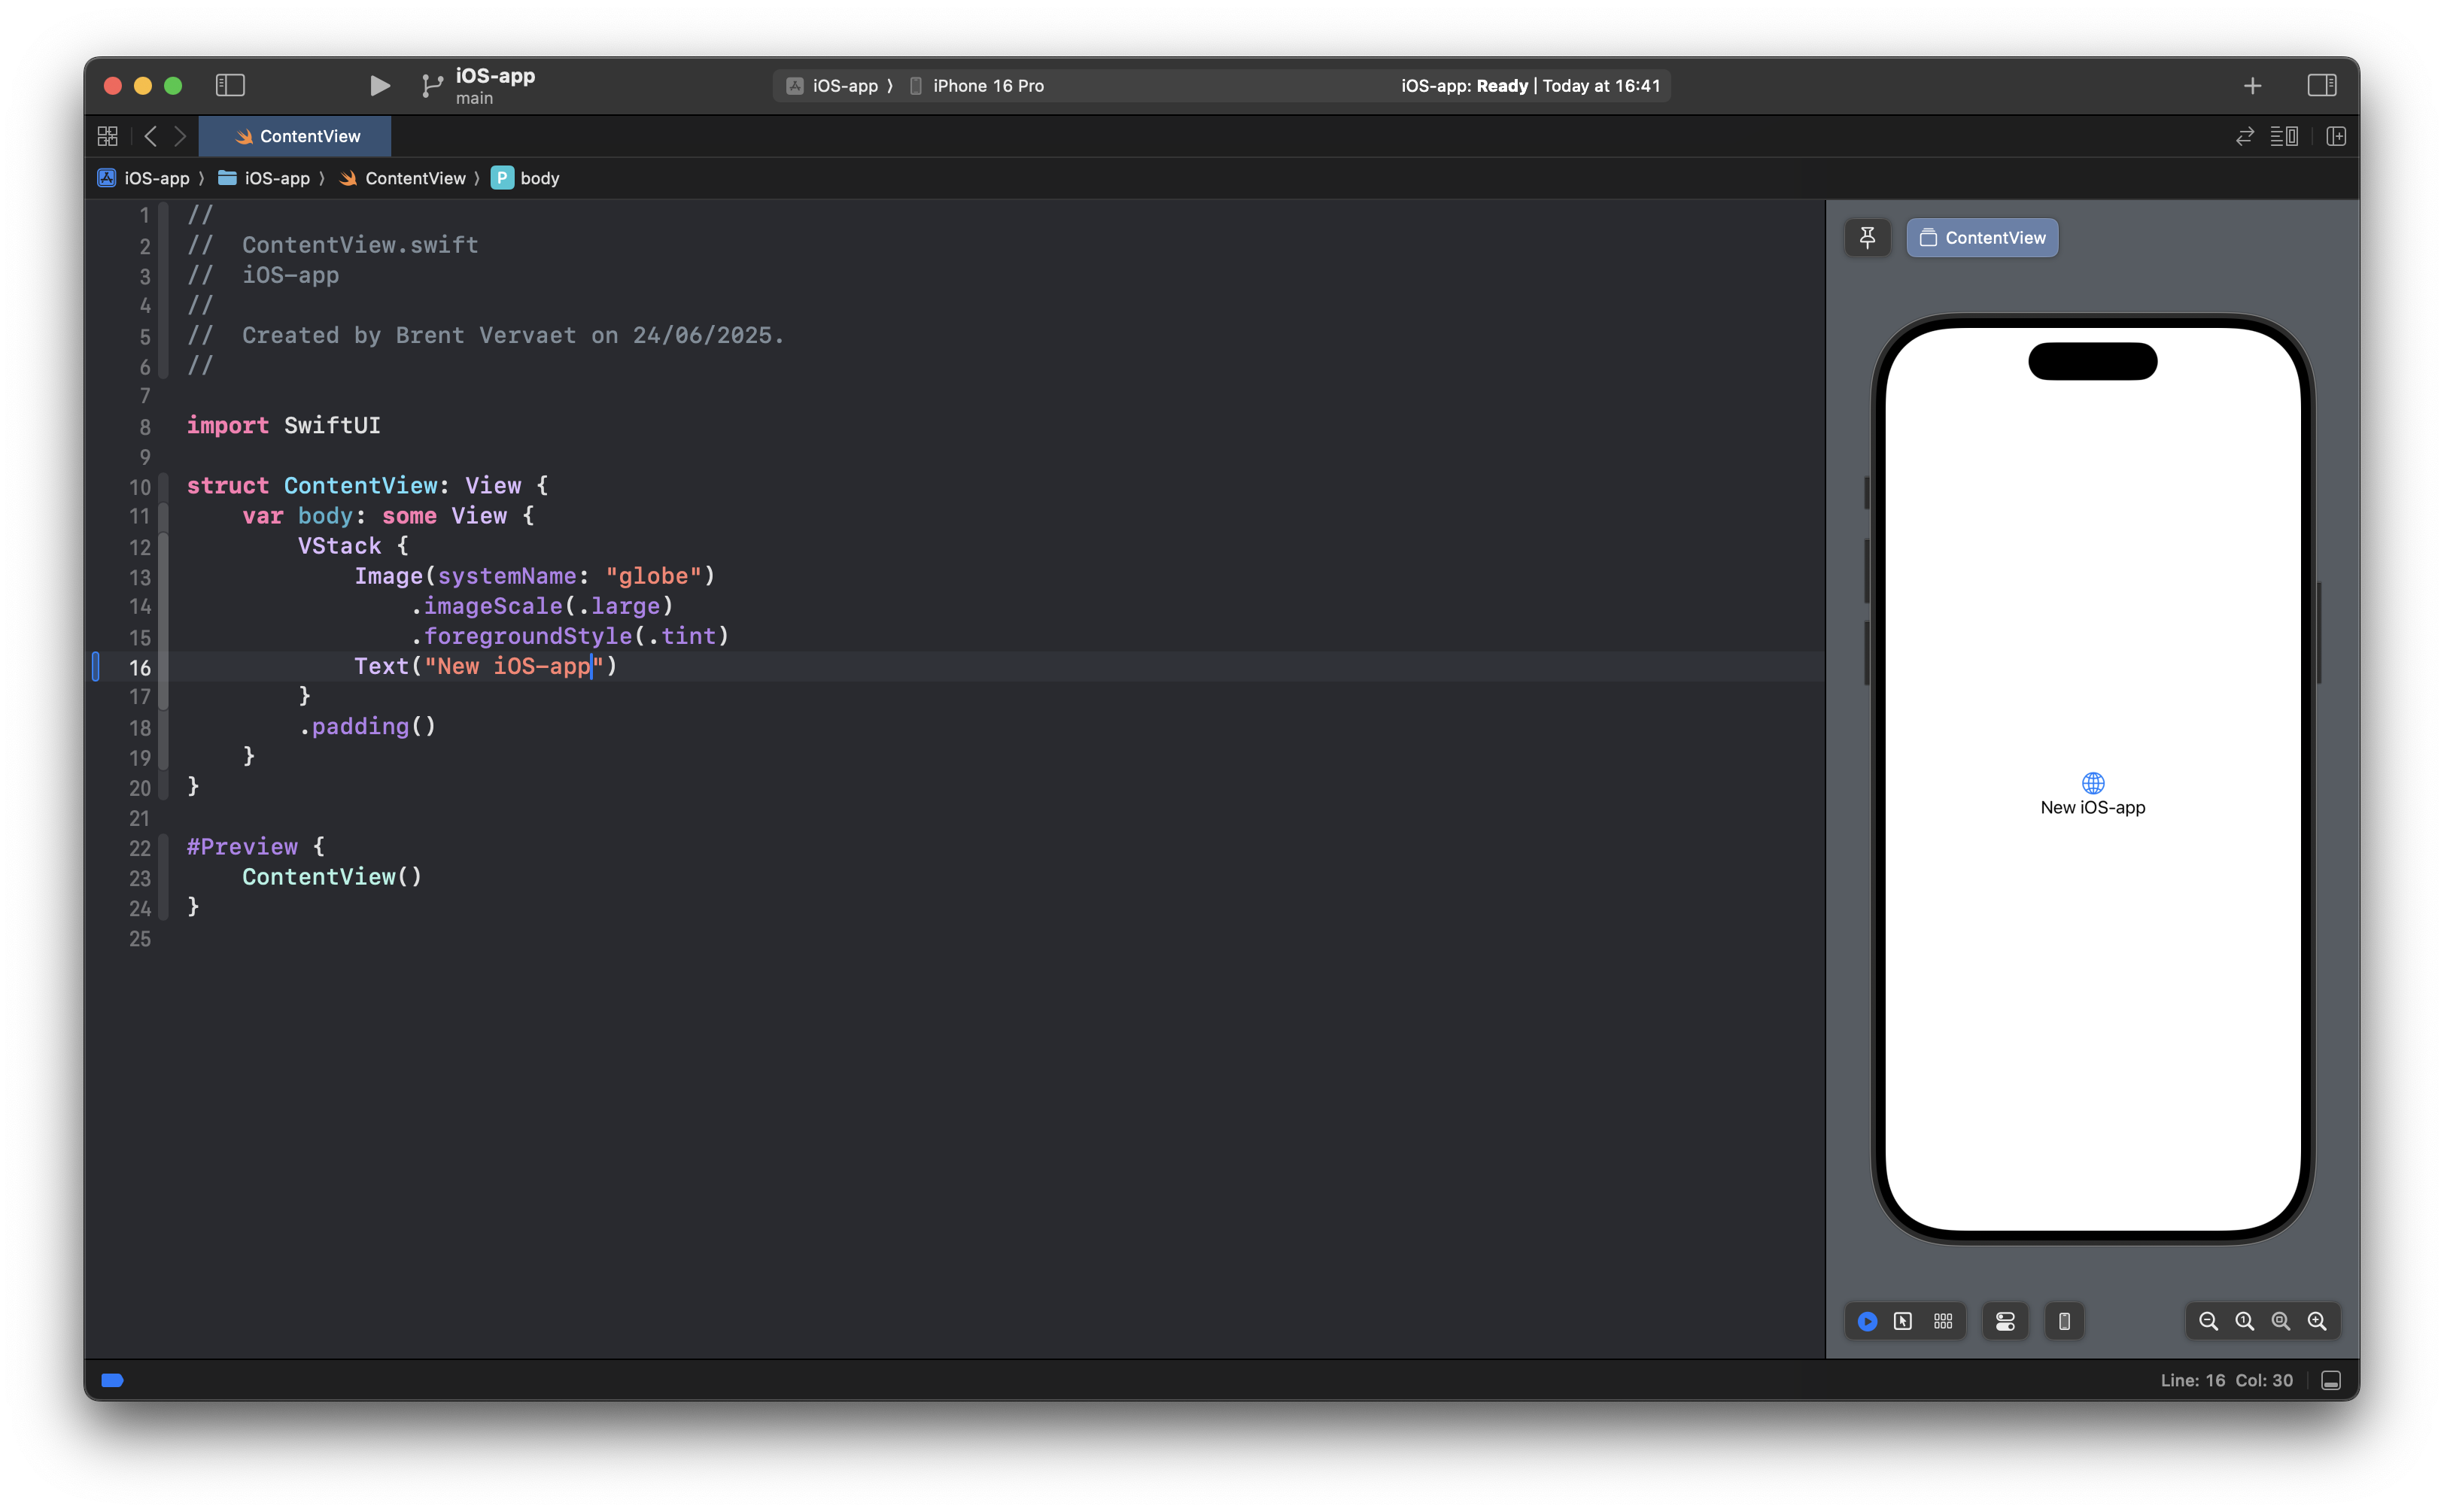 iOS-app
main
iOS-app ⟩ iPhone 16 Pro
iOS-app: Ready | Today at 16:41
ContentView
iOS-app ⟩ iOS-app ⟩ ContentView ⟩ P body
1 //
2 //  ContentView.swift
3 //  iOS-app
4 //
5 //  Created by Brent Vervaet on 24/06/2025.
6 //
7
8 import SwiftUI
9
10 struct ContentView: View {
11     var body: some View {
12         VStack {
13             Image(systemName: "globe")
14                 .imageScale(.large)
15                 .foregroundStyle(.tint)
16             Text("New iOS-app")
17         }
18         .padding()
19     }
20 }
21
22 #Preview {
23     ContentView()
24 }
25
ContentView
New iOS-app
Line: 16 Col: 30